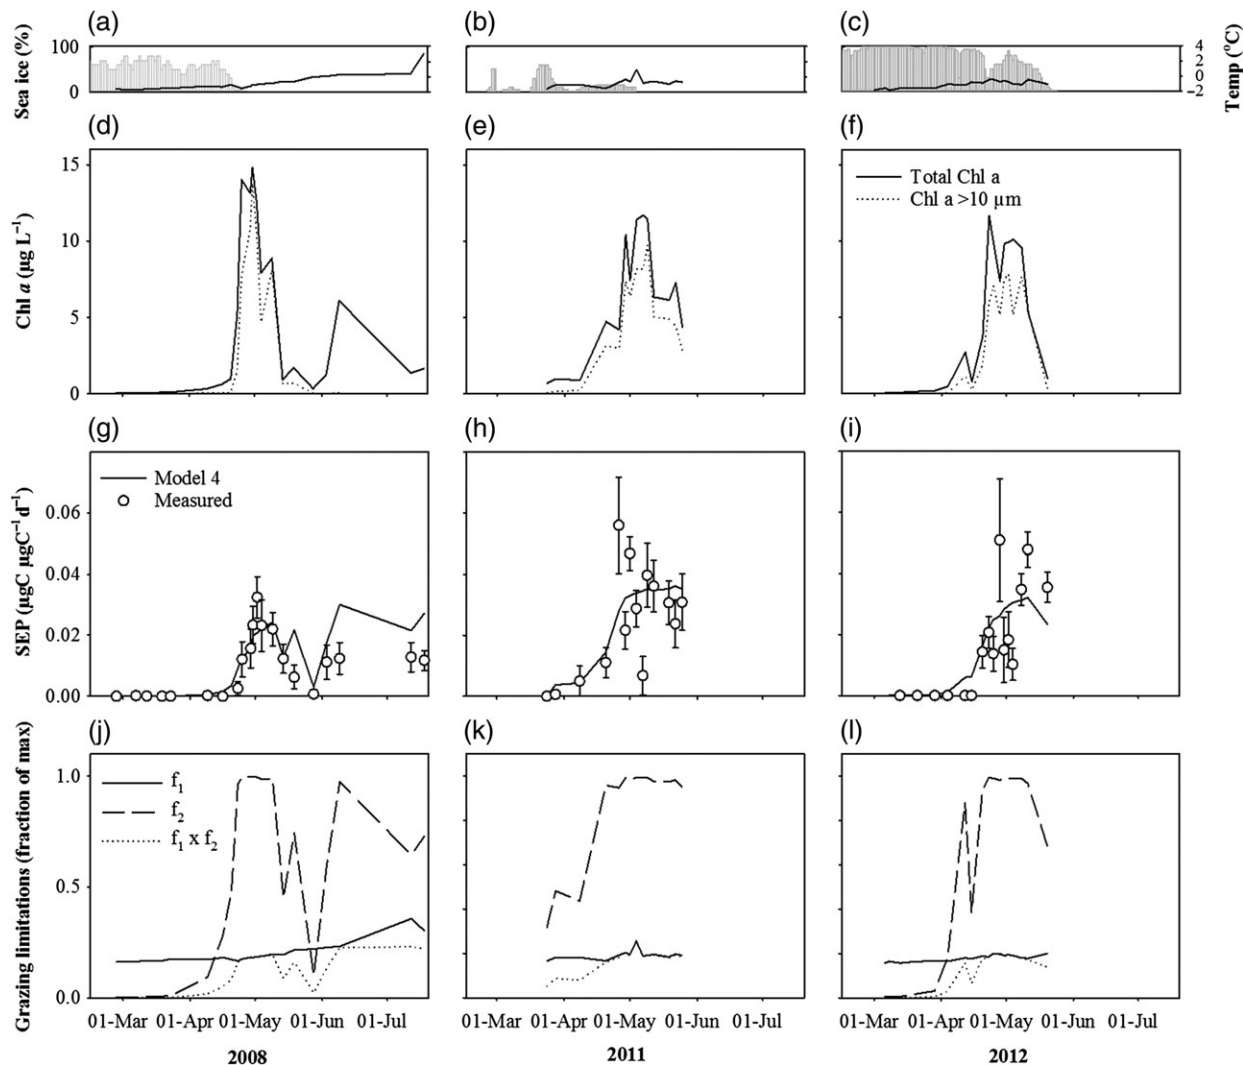 (a) (b) (c)
Sea ice (%)
100
0
4
2
0
−2
Temp (°C)
(d) (e) (f)
Chl a (µg L⁻¹)
15
10
5
0
Total Chl a
Chl a >10 µm
(g) (h) (i)
SEP (µgC µgC⁻¹d⁻¹)
0.06
0.04
0.02
0.00
Model 4
Measured
(j) (k) (l)
Grazing limitations (fraction of max)
1.0
0.5
0.0
f₁
f₂
f₁ x f₂
01-Mar 01-Apr 01-May 01-Jun 01-Jul
01-Mar 01-Apr 01-May 01-Jun 01-Jul
01-Mar 01-Apr 01-May 01-Jun 01-Jul
2008 2011 2012